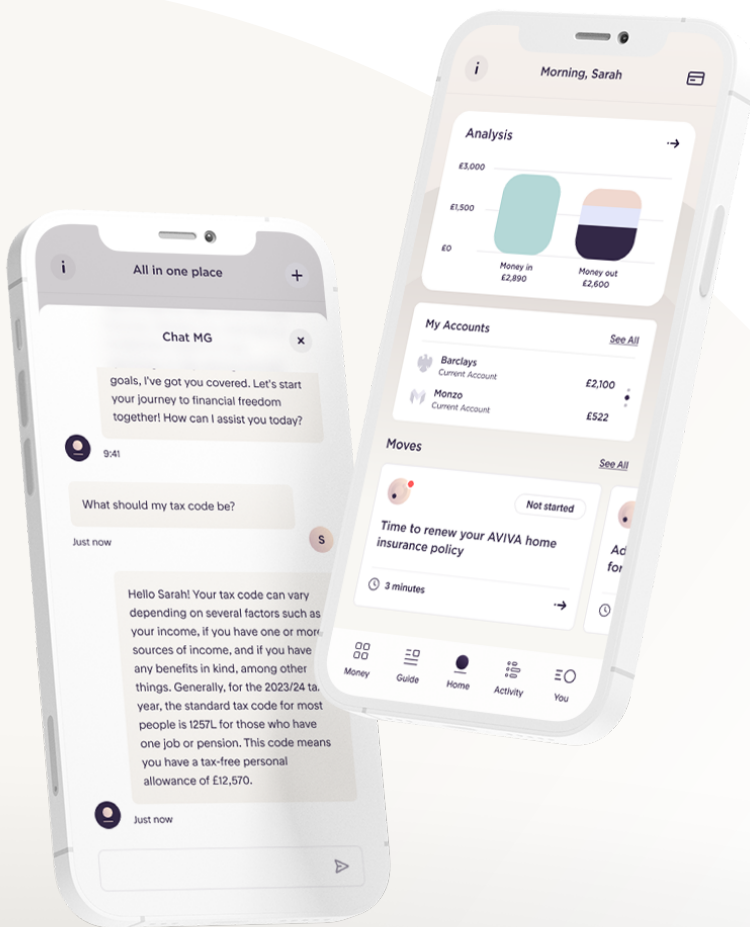 i
All in one place
+
Chat MG
×
goals, I've got you covered. Let's start
your journey to financial freedom
together! How can I assist you today?
9:41
What should my tax code be?
Just now
S
Hello Sarah! Your tax code can vary
depending on several factors such as
your income, if you have one or more
sources of income, and if you have
any benefits in kind, among other
things. Generally, for the 2023/24 ta
year, the standard tax code for most
people is 1257L for those who have
one job or pension. This code means
you have a tax-free personal
allowance of £12,570.
Just now
i
Morning, Sarah
Analysis
£3,000
£1,500
£0
Money in
£2,890
Money out
£2,600
My Accounts
See All
Barclays
Current Account
£2,100
Monzo
Current Account
£522
Moves
See All
Not started
Time to renew your AVIVA home
insurance policy
3 minutes
Ad
for
Money
Guide
Home
Activity
You